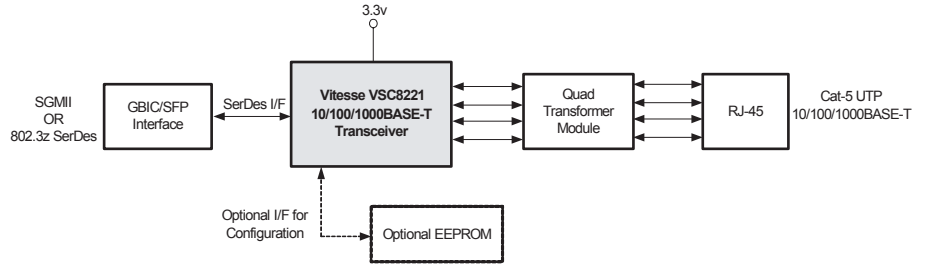 3.3v
SGMII
OR
802.3z SerDes
GBIC/SFP
Interface
SerDes I/F
Vitesse VSC8221
10/100/1000BASE-T
Transceiver
Quad
Transformer
Module
RJ-45
Cat-5 UTP
10/100/1000BASE-T
Optional I/F for
Configuration
Optional EEPROM